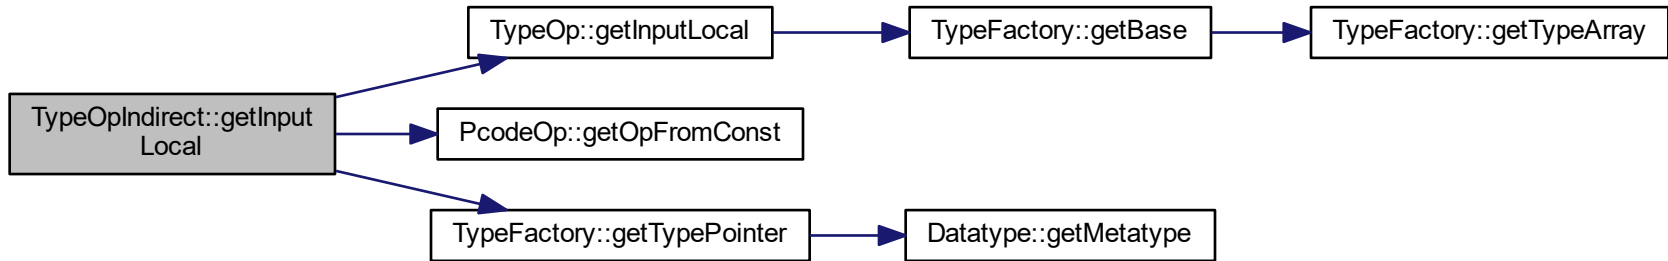 TypeOp::getInputLocal
TypeFactory::getBase
TypeFactory::getTypeArray
TypeOpIndirect::getInput
Local
PcodeOp::getOpFromConst
TypeFactory::getTypePointer
Datatype::getMetatype